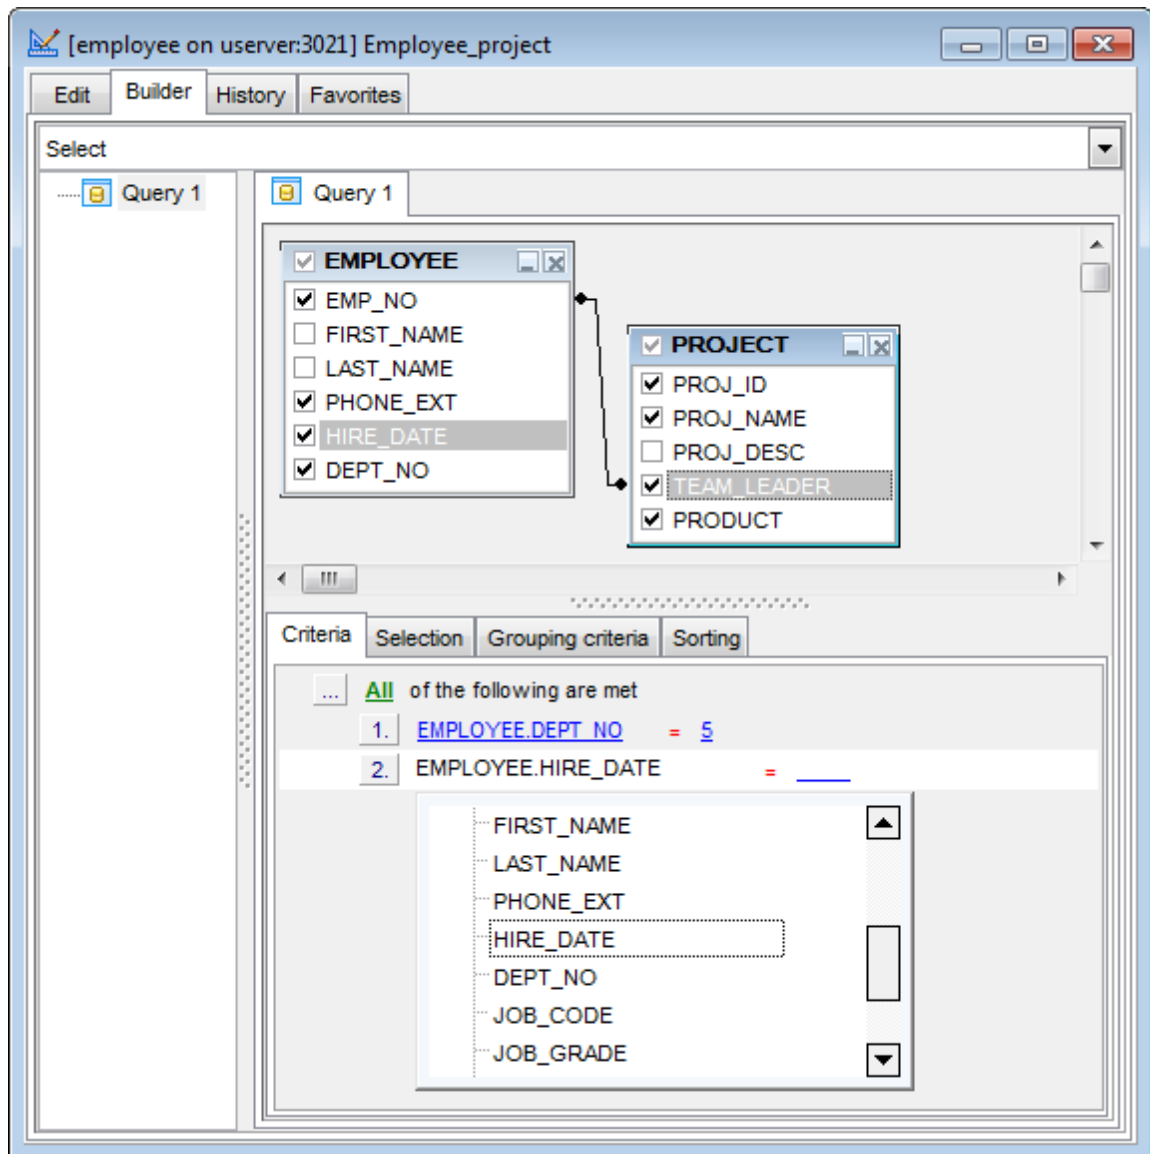 [employee on userver:3021] Employee_project
Edit Builder History Favorites
Select
Query 1
Query 1
EMPLOYEE
EMP_NO
FIRST_NAME
LAST_NAME
PHONE_EXT
HIRE_DATE
DEPT_NO
PROJECT
PROJ_ID
PROJ_NAME
PROJ_DESC
TEAM_LEADER
PRODUCT
Criteria Selection Grouping criteria Sorting
... All of the following are met
1. EMPLOYEE.DEPT_NO = 5
2. EMPLOYEE.HIRE_DATE =
FIRST_NAME
LAST_NAME
PHONE_EXT
HIRE_DATE
DEPT_NO
JOB_CODE
JOB_GRADE